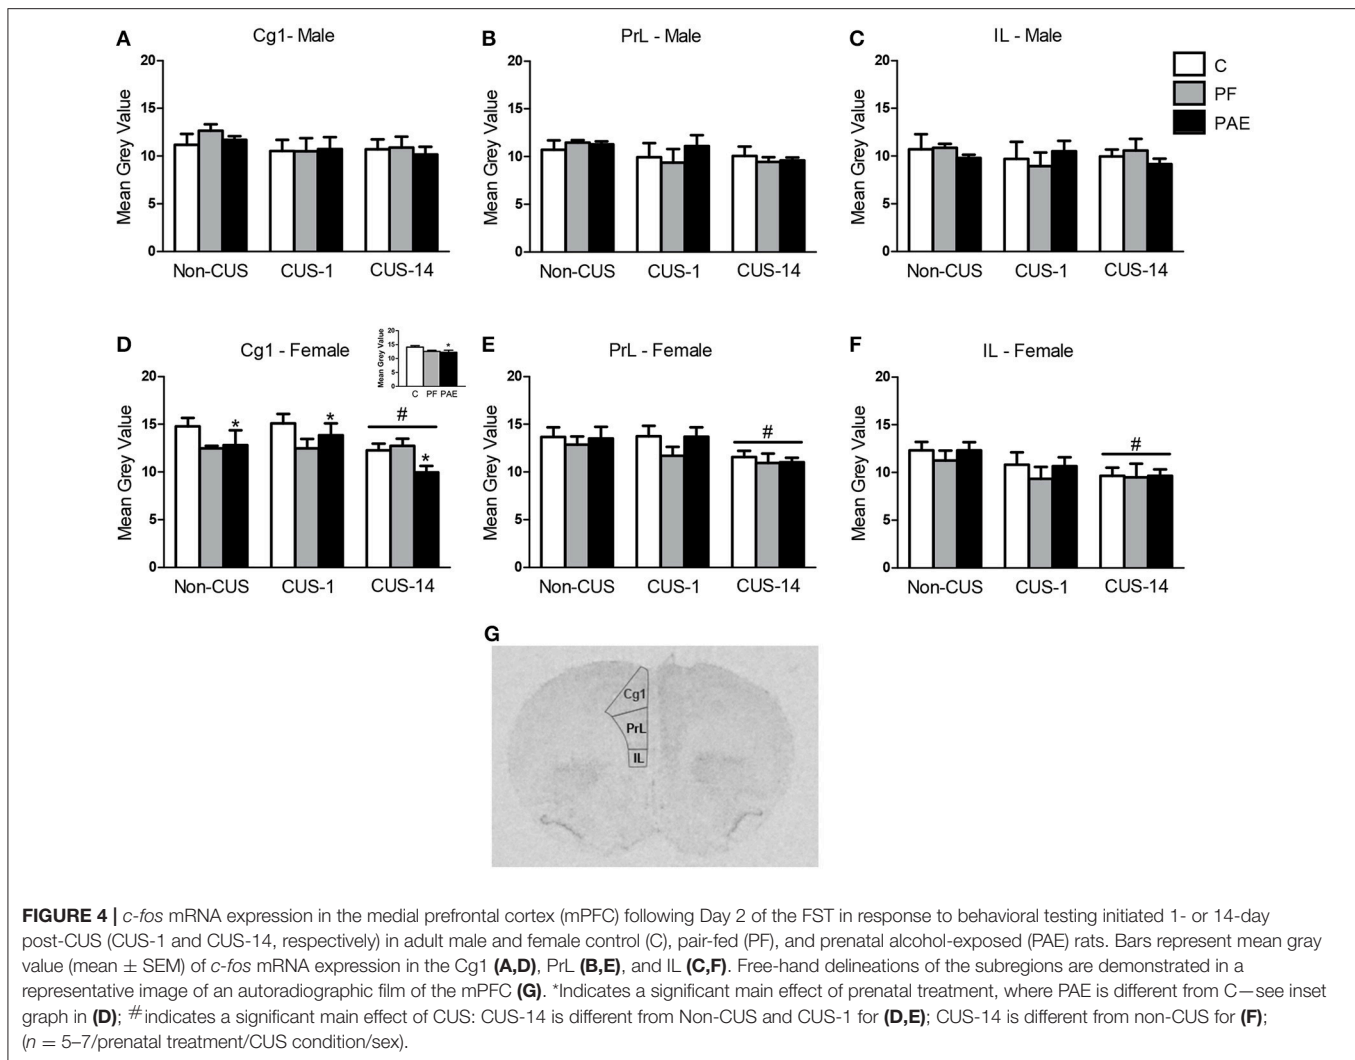 A
Cg1- Male
Mean Grey Value
20
15
10
5
0
Non-CUS CUS-1 CUS-14
B
PrL - Male
Mean Grey Value
20
15
10
5
0
Non-CUS CUS-1 CUS-14
C
IL - Male
Mean Grey Value
20
15
10
5
0
Non-CUS CUS-1 CUS-14
C
PF
PAE
D
Cg1 - Female
Mean Grey Value
20
15
10
5
0
* * # *
Non-CUS CUS-1 CUS-14
Mean Grey Value
20
15
10
5
0
*
C PF PAE
E
PrL - Female
Mean Grey Value
20
15
10
5
0
#
Non-CUS CUS-1 CUS-14
F
IL - Female
Mean Grey Value
20
15
10
5
0
#
Non-CUS CUS-1 CUS-14
G
Cg1
PrL
IL
FIGURE 4 | c-fos mRNA expression in the medial prefrontal cortex (mPFC) following Day 2 of the FST in response to behavioral testing initiated 1- or 14-day
post-CUS (CUS-1 and CUS-14, respectively) in adult male and female control (C), pair-fed (PF), and prenatal alcohol-exposed (PAE) rats. Bars represent mean gray
value (mean ± SEM) of c-fos mRNA expression in the Cg1 (A,D), PrL (B,E), and IL (C,F). Free-hand delineations of the subregions are demonstrated in a
representative image of an autoradiographic film of the mPFC (G). *Indicates a significant main effect of prenatal treatment, where PAE is different from C—see inset
graph in (D); #indicates a significant main effect of CUS: CUS-14 is different from Non-CUS and CUS-1 for (D,E); CUS-14 is different from non-CUS for (F);
(n = 5–7/prenatal treatment/CUS condition/sex).